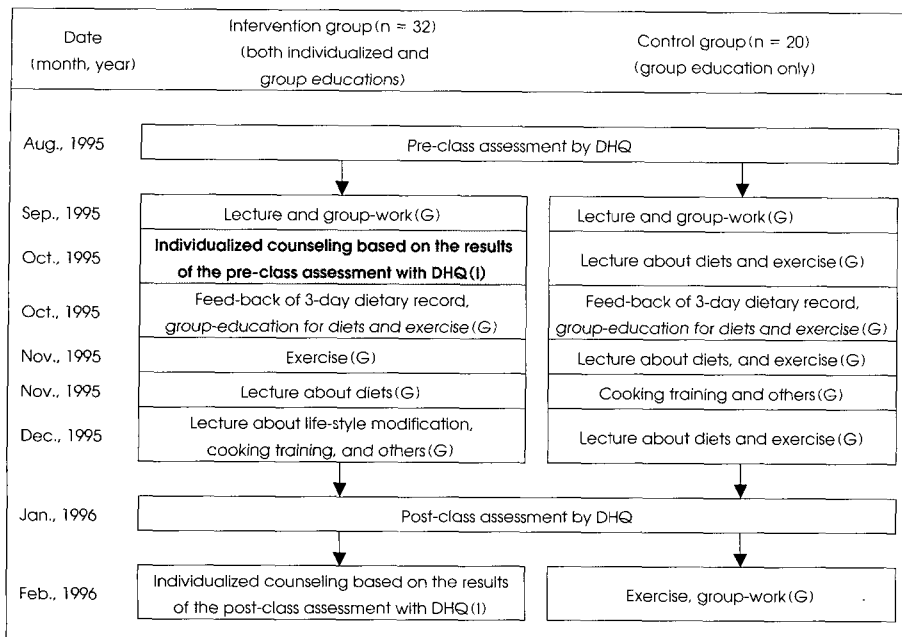 Date
(month, year)
Intervention group (n = 32)
(both individualized and
group educations)
Control group (n = 20)
(group education only)
Aug., 1995
Pre-class assessment by DHQ
Sep., 1995
Lecture and group-work (G)
Lecture and group-work (G)
Oct., 1995
Individualized counseling based on the results
of the pre-class assessment with DHQ (I)
Lecture about diets and exercise (G)
Oct., 1995
Feed-back of 3-day dietary record,
group-education for diets and exercise (G)
Feed-back of 3-day dietary record,
group-education for diets and exercise (G)
Nov., 1995
Exercise (G)
Lecture about diets, and exercise (G)
Nov., 1995
Lecture about diets (G)
Cooking training and others (G)
Dec., 1995
Lecture about life-style modification,
cooking training, and others (G)
Lecture about diets and exercise (G)
Jan., 1996
Post-class assessment by DHQ
Feb., 1996
Individualized counseling based on the results
of the post-class assessment with DHQ (I)
Exercise, group-work (G)